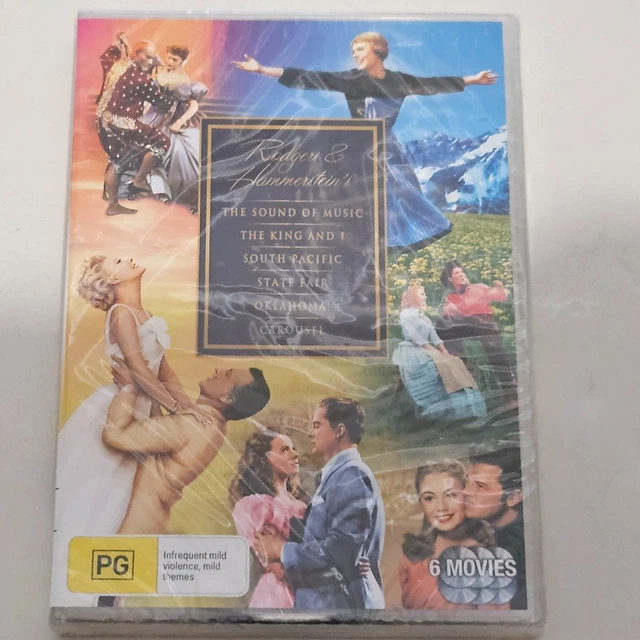 Rodgers &
Hammerstein's
THE SOUND OF MUSIC
THE KING AND I
SOUTH PACIFIC
STATE FAIR
OKLAHOMA!
CAROUSEL
RIDE
PG
Infrequent mild
violence, mild
themes
6 MOVIES